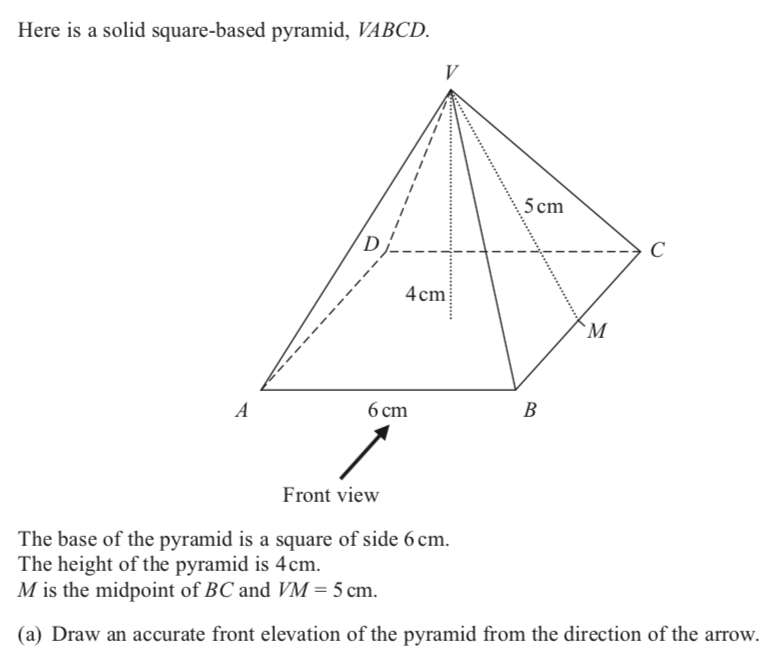 Here is a solid square-based pyramid, VABCD.
V
5 cm
D
C
4 cm
M
A
6 cm
B
Front view
The base of the pyramid is a square of side 6 cm.
The height of the pyramid is 4 cm.
M is the midpoint of BC and VM = 5 cm.
(a) Draw an accurate front elevation of the pyramid from the direction of the arrow.